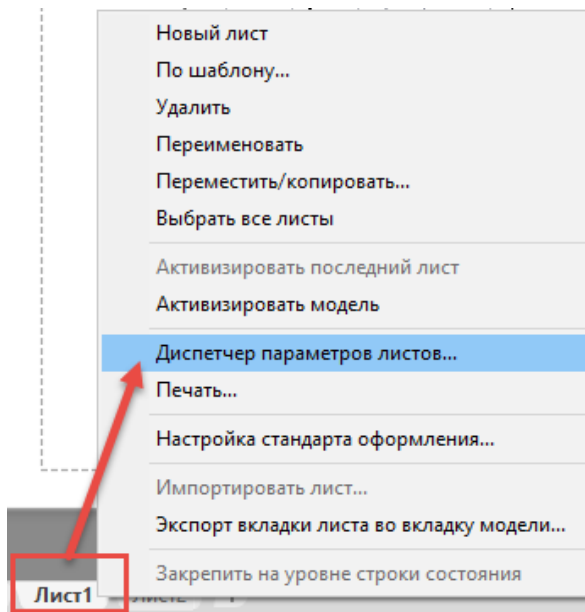 Новый лист
По шаблону...
Удалить
Переименовать
Переместить/копировать...
Выбрать все листы
Активизировать последний лист
Активизировать модель
Диспетчер параметров листов...
Печать...
Настройка стандарта оформления...
Импортировать лист...
Экспорт вкладки листа во вкладку модели...
Закрепить на уровне строки состояния
Лист1 Лист2